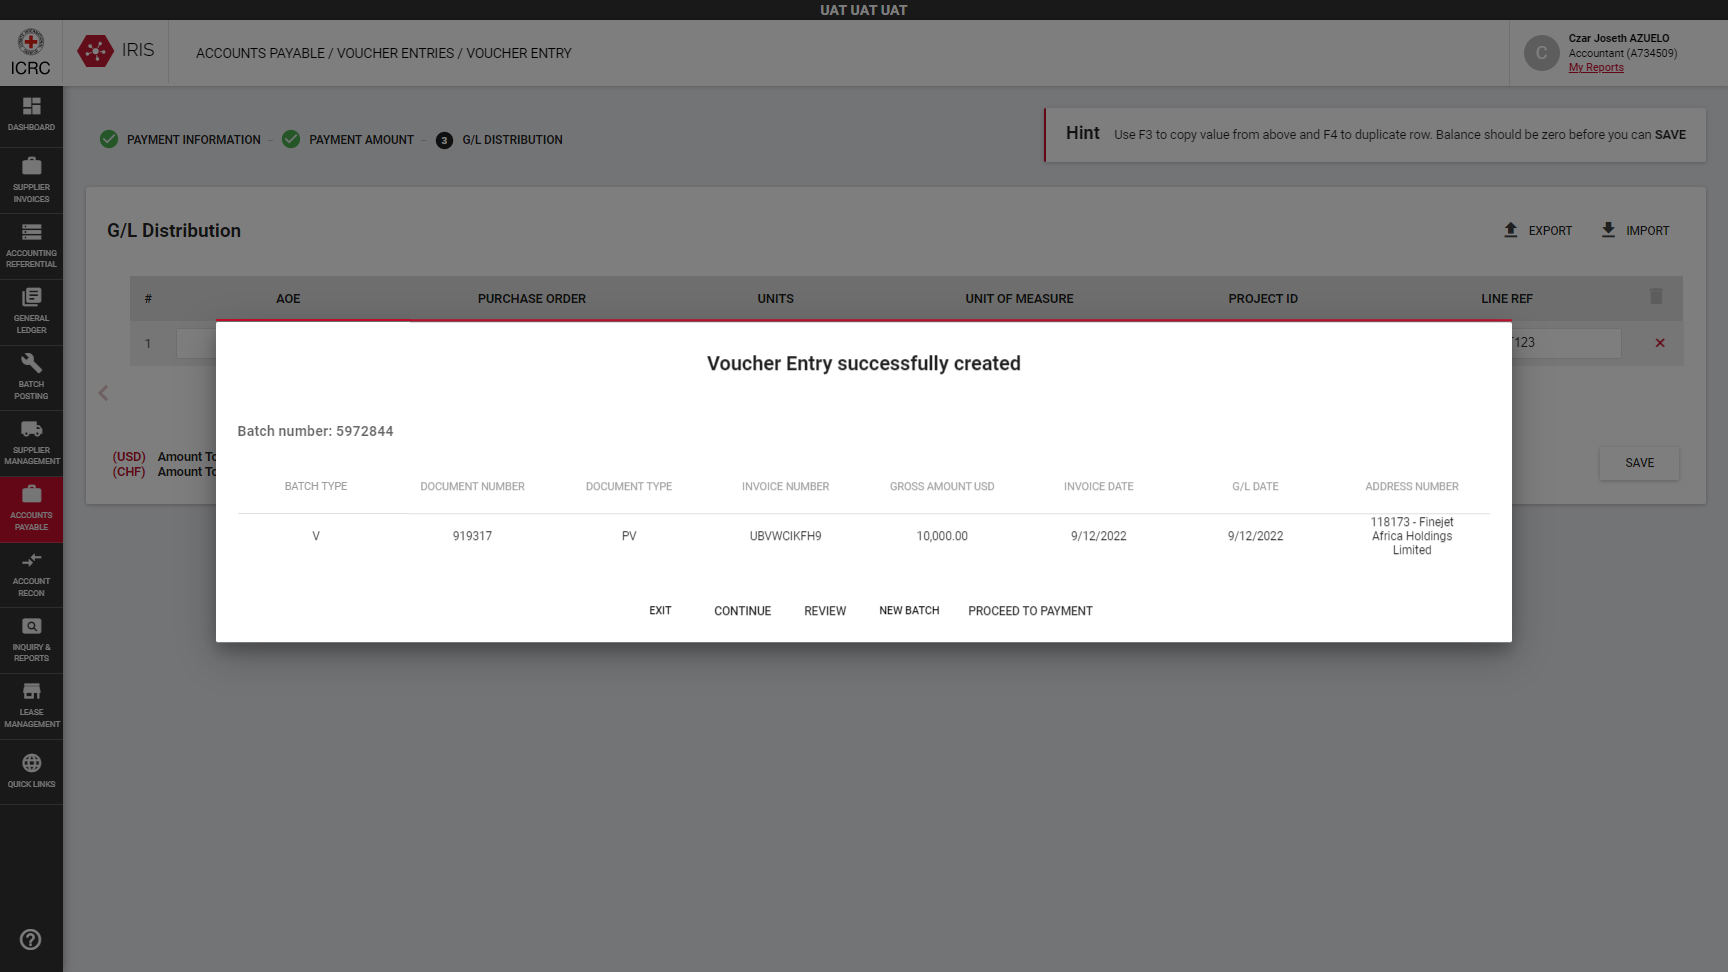 UAT UAT UAT
ICRC
IRIS
ACCOUNTS PAYABLE / VOUCHER ENTRIES / VOUCHER ENTRY
C
Czar Joseth AZUELO
Accountant (A734509)
My Reports
DASHBOARD
SUPPLIER
INVOICES
ACCOUNTING
REFERENTIAL
GENERAL
LEDGER
BATCH
POSTING
SUPPLIER
MANAGEMENT
ACCOUNTS
PAYABLE
ACCOUNT
RECON
INQUIRY &
REPORTS
LEASE
MANAGEMENT
QUICK LINKS
PAYMENT INFORMATION
PAYMENT AMOUNT
3 G/L DISTRIBUTION
Hint Use F3 to copy value from above and F4 to duplicate row. Balance should be zero before you can SAVE
G/L Distribution
EXPORT
IMPORT
# AOE PURCHASE ORDER UNITS UNIT OF MEASURE PROJECT ID LINE REF
1
123
(USD) Amount To
(CHF) Amount To
SAVE
Voucher Entry successfully created
Batch number: 5972844
BATCH TYPE DOCUMENT NUMBER DOCUMENT TYPE INVOICE NUMBER GROSS AMOUNT USD INVOICE DATE G/L DATE ADDRESS NUMBER
V 919317 PV UBVWCIKFH9 10,000.00 9/12/2022 9/12/2022 118173 - Finejet
Africa Holdings
Limited
EXIT CONTINUE REVIEW NEW BATCH PROCEED TO PAYMENT